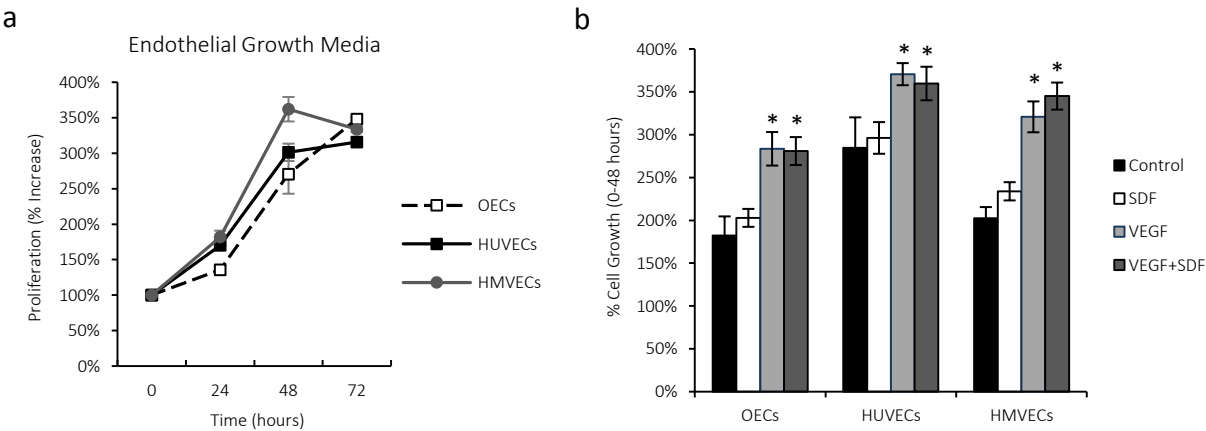 a
Endothelial Growth Media
Proliferation (% Increase)
400%
350%
300%
250%
200%
150%
100%
50%
0%
0 24 48 72
Time (hours)
OECs
HUVECs
HMVECs
b
% Cell Growth (0-48 hours)
400%
350%
300%
250%
200%
150%
100%
50%
0%
* * * * * *
OECs HUVECs HMVECs
Control
SDF
VEGF
VEGF+SDF